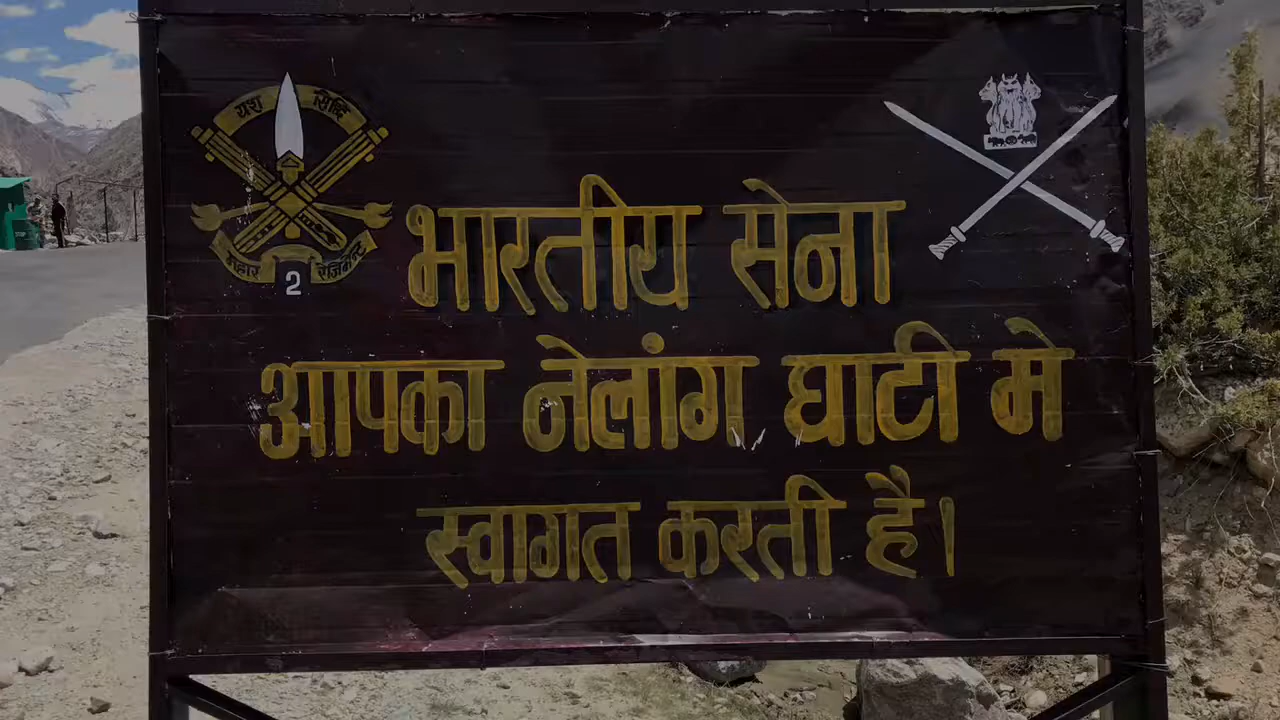 यश सिद्धि
महार रेजिमेन्ट
2
भारतीय सेना
आपका नेलांग घाटी मे
स्वागत करती है।